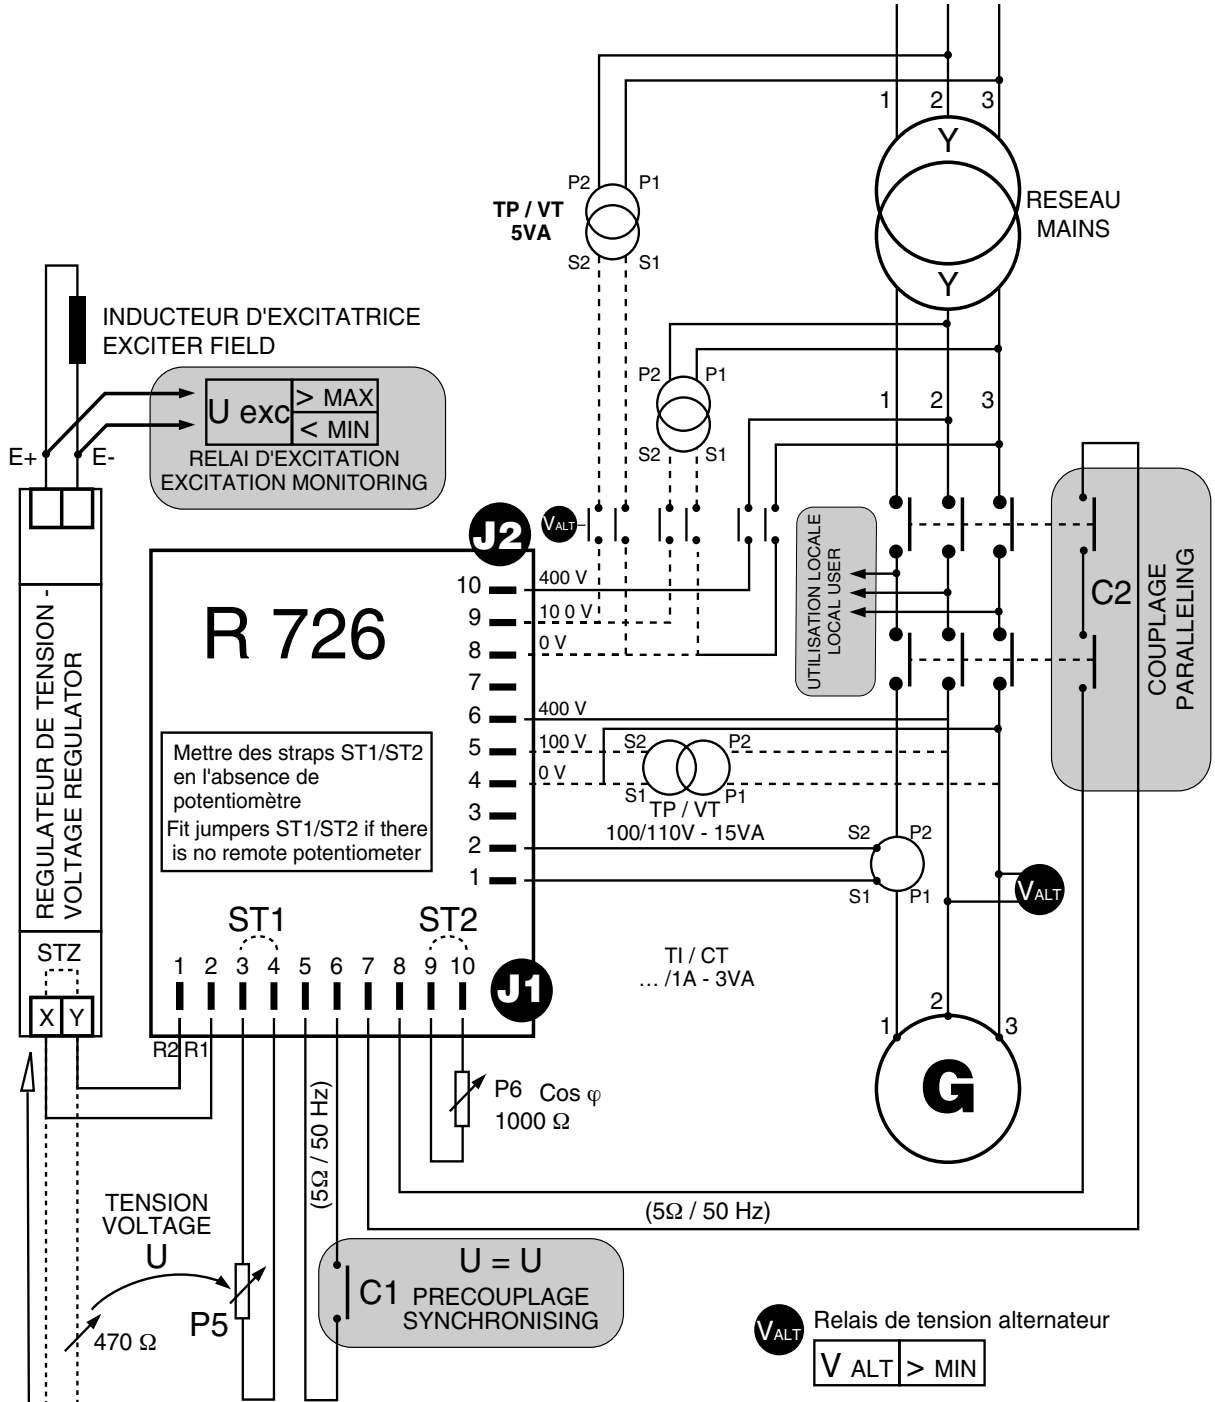 1 2 3
Y
P2 P1
TP / VT
5VA
S2 S1
RESEAU
MAINS
Y
INDUCTEUR D'EXCITATRICE
EXCITER FIELD
P2 P1
U exc > MAX
< MIN
1 2 3
E+ E-
RELAI D'EXCITATION
EXCITATION MONITORING
S2 S1
J2
VALT
10 400 V
9 10 0 V
8 0 V
7
6 400 V
5 100 V
4 0 V
3
2
1
R 726
UTILISATION LOCALE
LOCAL USER
C2
COUPLAGE
PARALLELING
REGULATEUR DE TENSION -
VOLTAGE REGULATOR
Mettre des straps ST1/ST2
en l'absence de
potentiomètre
Fit jumpers ST1/ST2 if there
is no remote potentiometer
S2 P2
S1 P1
TP / VT
100/110V - 15VA
S2 P2
S1 P1
VALT
ST1 ST2
STZ
1 2 3 4 5 6 7 8 9 10
J1
TI / CT
... /1A - 3VA
X Y
R2 R1
1 2 3
G
P6 Cos φ
1000 Ω
(5Ω / 50 Hz)
(5Ω / 50 Hz)
TENSION
VOLTAGE
U
P5
470 Ω
U = U
C1 PRECOUPLAGE
SYNCHRONISING
VALT Relais de tension alternateur
V ALT > MIN